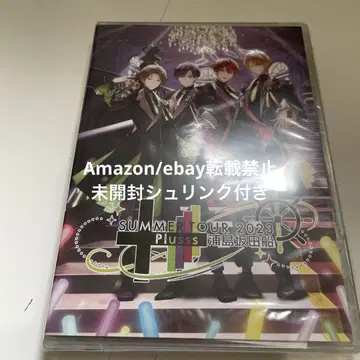 Amazon/ebay転載禁止
未開封シュリンク付き
SUMMER TOUR 2023
Plusss 浦島坂田船